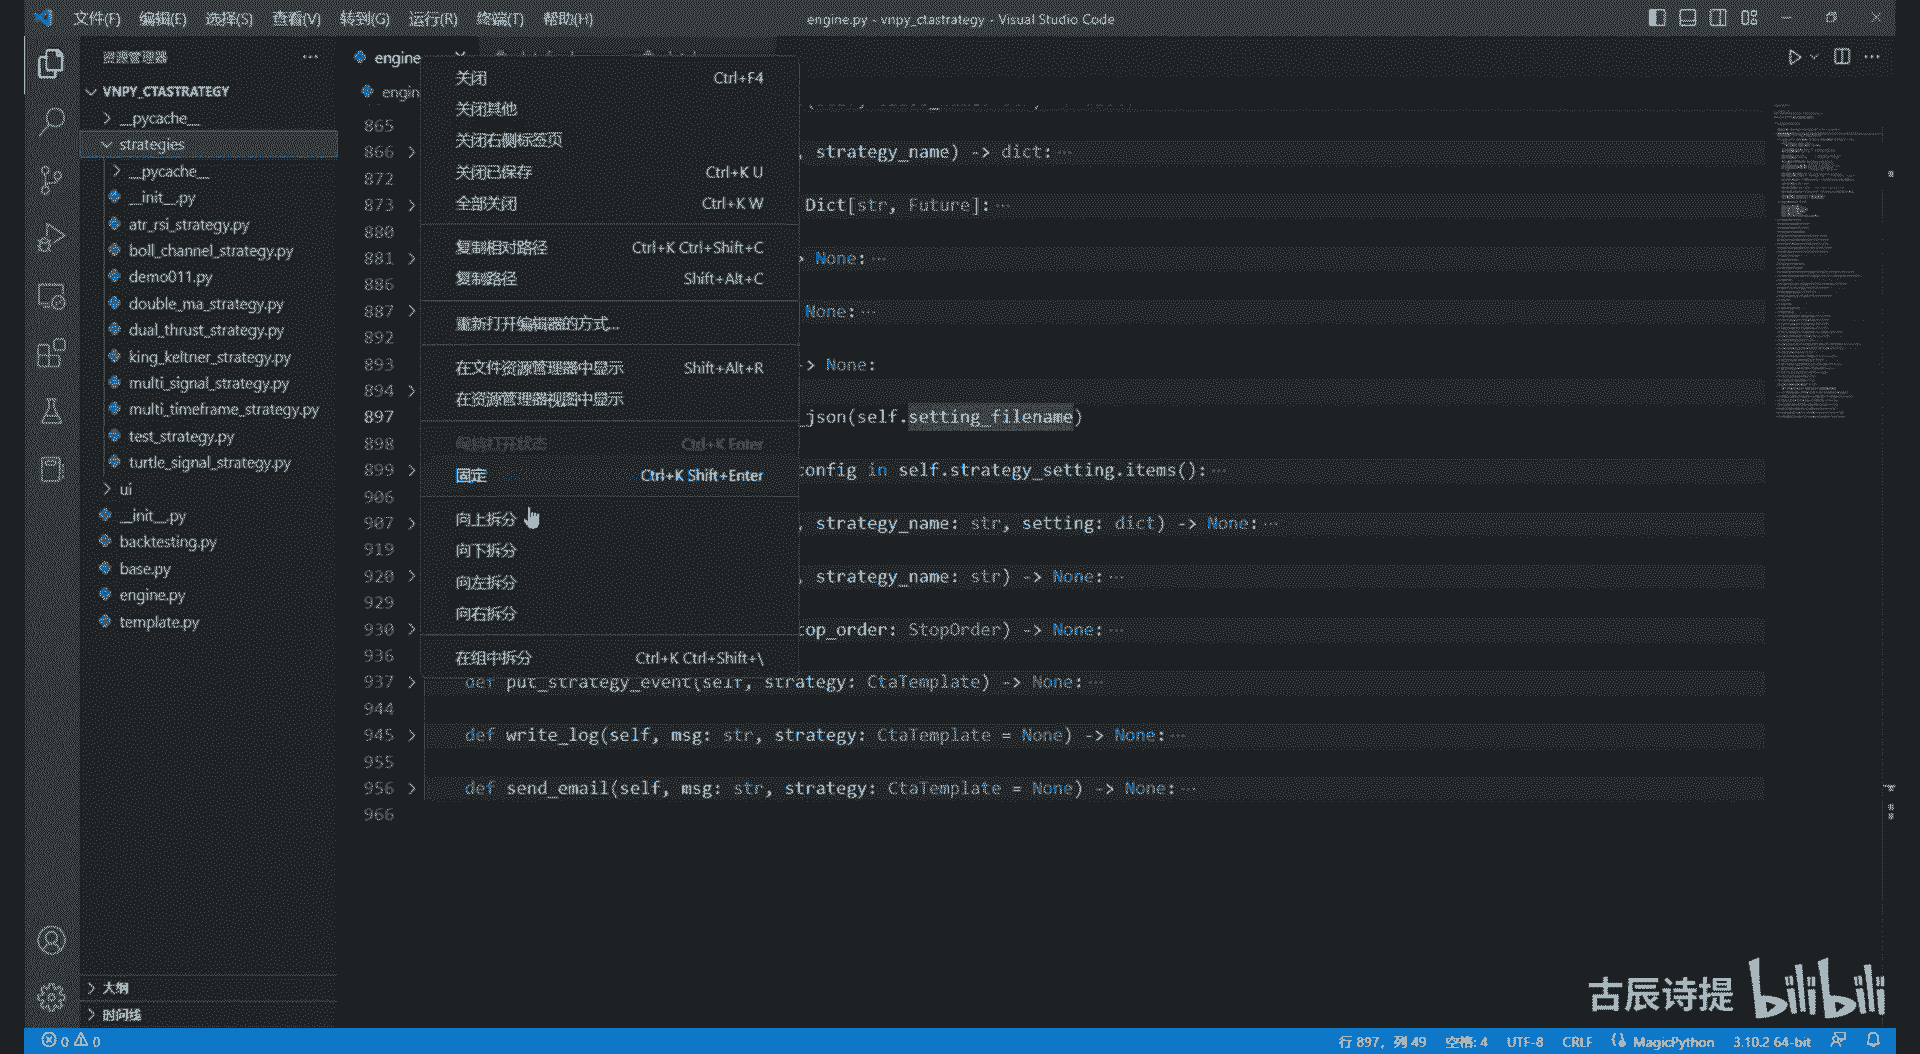 文件(F) 编辑(E) 选择(S) 查看(V) 转到(G) 运行(R) 终端(T) 帮助(H)
engine.py - vnpy_ctastrategy - Visual Studio Code
资源管理器
VNPY_CTASTRATEGY
__pycache__
strategies
__pycache__
__init__.py
atr_rsi_strategy.py
boll_channel_strategy.py
demo011.py
double_ma_strategy.py
dual_thrust_strategy.py
king_keltner_strategy.py
multi_signal_strategy.py
multi_timeframe_strategy.py
test_strategy.py
turtle_signal_strategy.py
ui
__init__.py
backtesting.py
base.py
engine.py
template.py
大纲
时间线
engine
engin
关闭 Ctrl+F4
关闭其他
关闭右侧标签页
关闭已保存 Ctrl+K U
全部关闭 Ctrl+K W
复制相对路径 Ctrl+K Ctrl+Shift+C
复制路径 Shift+Alt+C
重新打开编辑器的方式...
在文件资源管理器中显示 Shift+Alt+R
在资源管理器视图中显示
保持打开状态 Ctrl+K Enter
固定 Ctrl+K Shift+Enter
向上拆分
向下拆分
向左拆分
向右拆分
在组中拆分 Ctrl+K Ctrl+Shift+\
865
866 , strategy_name) -> dict: ···
872
873 Dict[str, Future]: ···
880
881 > None: ···
886
887 None: ···
892
893 -> None:
894
897 _json(self.setting_filename)
898
899 config in self.strategy_setting.items(): ···
906
907 , strategy_name: str, setting: dict) -> None: ···
919
920 , strategy_name: str) -> None: ···
929
930 top_order: StopOrder) -> None: ···
936
937 def put_strategy_event(self, strategy: CtaTemplate) -> None: ···
944
945 def write_log(self, msg: str, strategy: CtaTemplate = None) -> None: ···
955
956 def send_email(self, msg: str, strategy: CtaTemplate = None) -> None: ···
966
古辰诗提 bilibili
0 0
行 897，列 49 空格: 4 UTF-8 CRLF MagicPython 3.10.2 64-bit